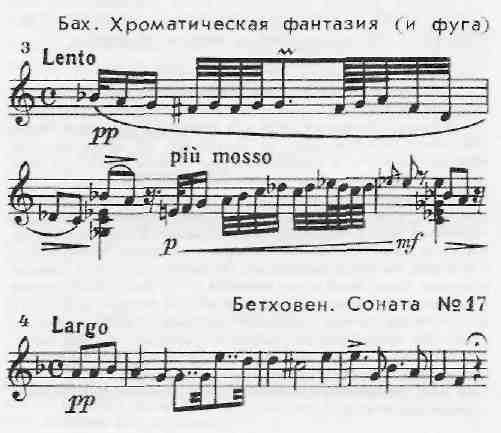 Бах. Хроматическая фантазия (и фуга)
3 Lento
pp
più mosso
p mf
Бетховен. Соната №17
4 Largo
pp